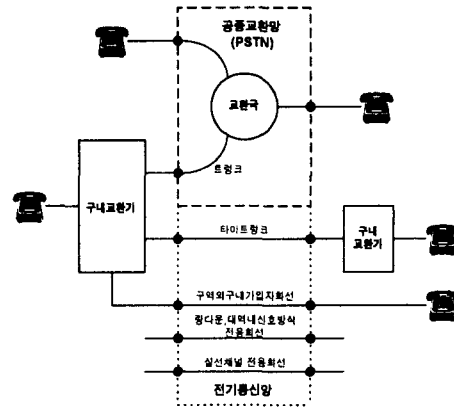 공중교환망
(PSTN)
교환국
트렁크
구내교환기
타이트렁크
구내
교환기
구역외구내가입자회선
링다운,대역내신호방식
전용회선
실선채널 전용회선
전기통신망